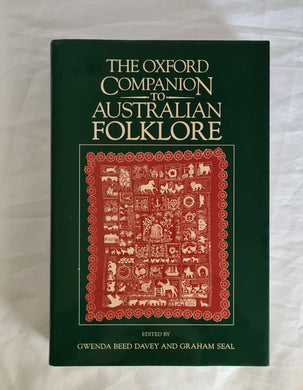 THE OXFORD
COMPANION
TO
AUSTRALIAN
FOLKLORE
EDITED BY
GWENDA BEED DAVEY AND GRAHAM SEAL